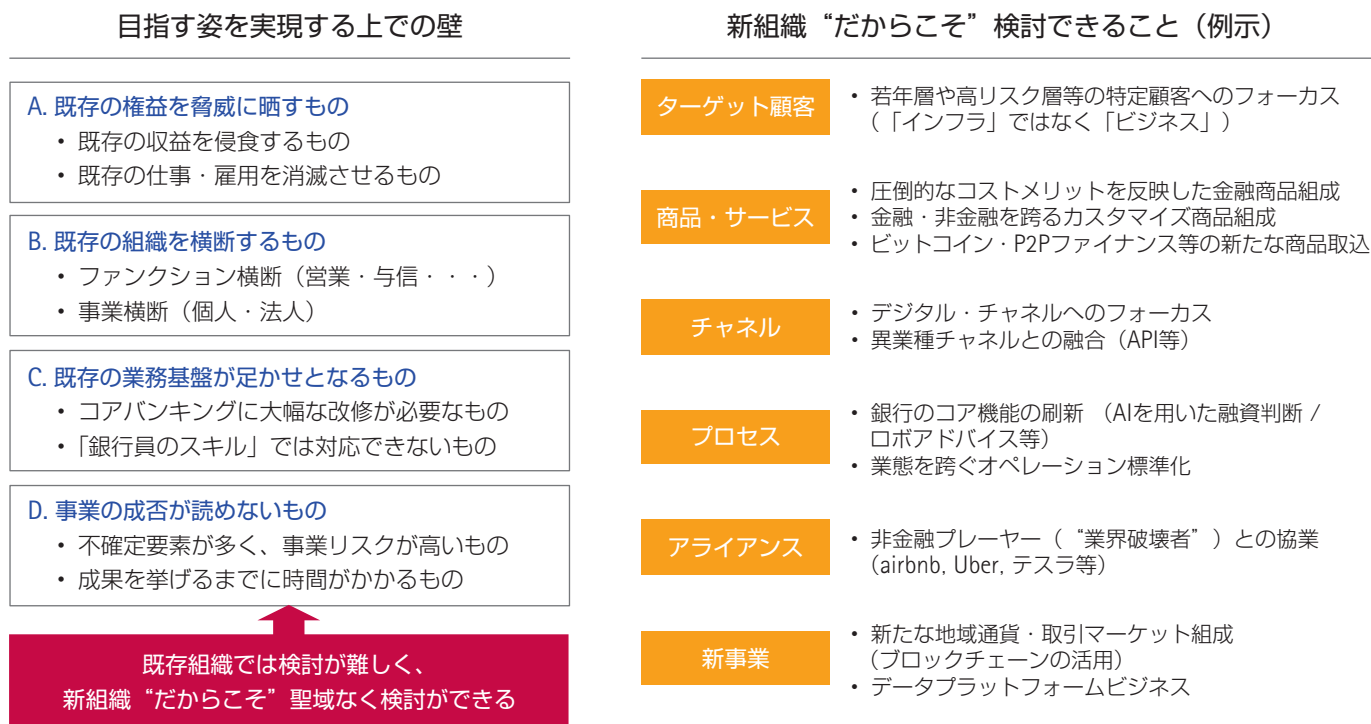 目指す姿を実現する上での壁
A. 既存の権益を脅威に晒すもの
• 既存の収益を侵食するもの
• 既存の仕事・雇用を消滅させるもの
B. 既存の組織を横断するもの
• ファンクション横断（営業・与信・・・）
• 事業横断（個人・法人）
C. 既存の業務基盤が足かせとなるもの
• コアバンキングに大幅な改修が必要なもの
• 「銀行員のスキル」では対応できないもの
D. 事業の成否が読めないもの
• 不確定要素が多く、事業リスクが高いもの
• 成果を挙げるまでに時間がかかるもの
既存組織では検討が難しく、
新組織“だからこそ”聖域なく検討ができる
新組織“だからこそ”検討できること（例示）
ターゲット顧客
• 若年層や高リスク層等の特定顧客へのフォーカス
（「インフラ」ではなく「ビジネス」）
商品・サービス
• 圧倒的なコストメリットを反映した金融商品組成
• 金融・非金融を跨るカスタマイズ商品組成
• ビットコイン・P2Pファイナンス等の新たな商品取込
チャネル
• デジタル・チャネルへのフォーカス
• 異業種チャネルとの融合（API等）
プロセス
• 銀行のコア機能の刷新 （AIを用いた融資判断 /
ロボアドバイス等）
• 業態を跨ぐオペレーション標準化
アライアンス
• 非金融プレーヤー（“業界破壊者”）との協業
（airbnb, Uber, テスラ等）
新事業
• 新たな地域通貨・取引マーケット組成
（ブロックチェーンの活用）
• データプラットフォームビジネス